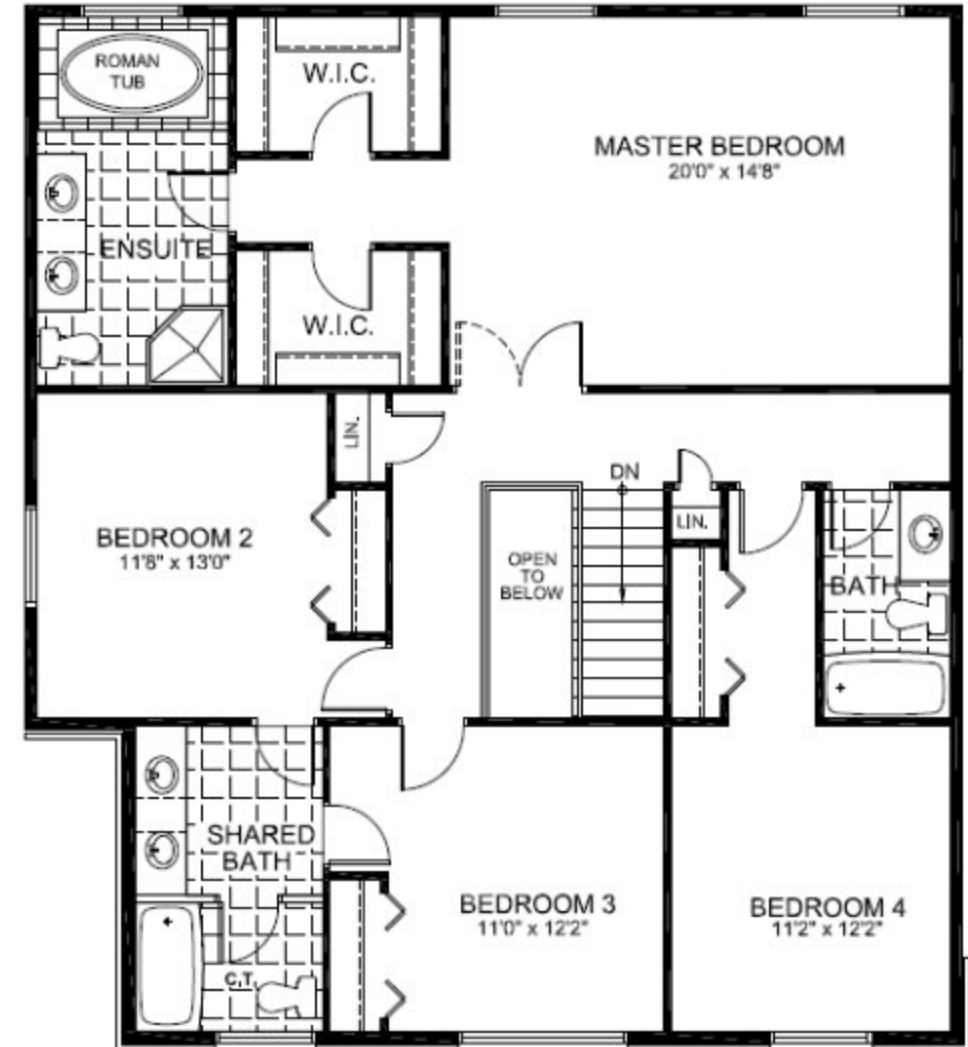 ROMAN
TUB
W.I.C.
MASTER BEDROOM
20'0" x 14'8"
ENSUITE
W.I.C.
LIN.
DN
BEDROOM 2
11'8" x 13'0"
LIN.
OPEN
TO
BELOW
BATH
SHARED
BATH
BEDROOM 3
11'0" x 12'2"
BEDROOM 4
11'2" x 12'2"
C.T.